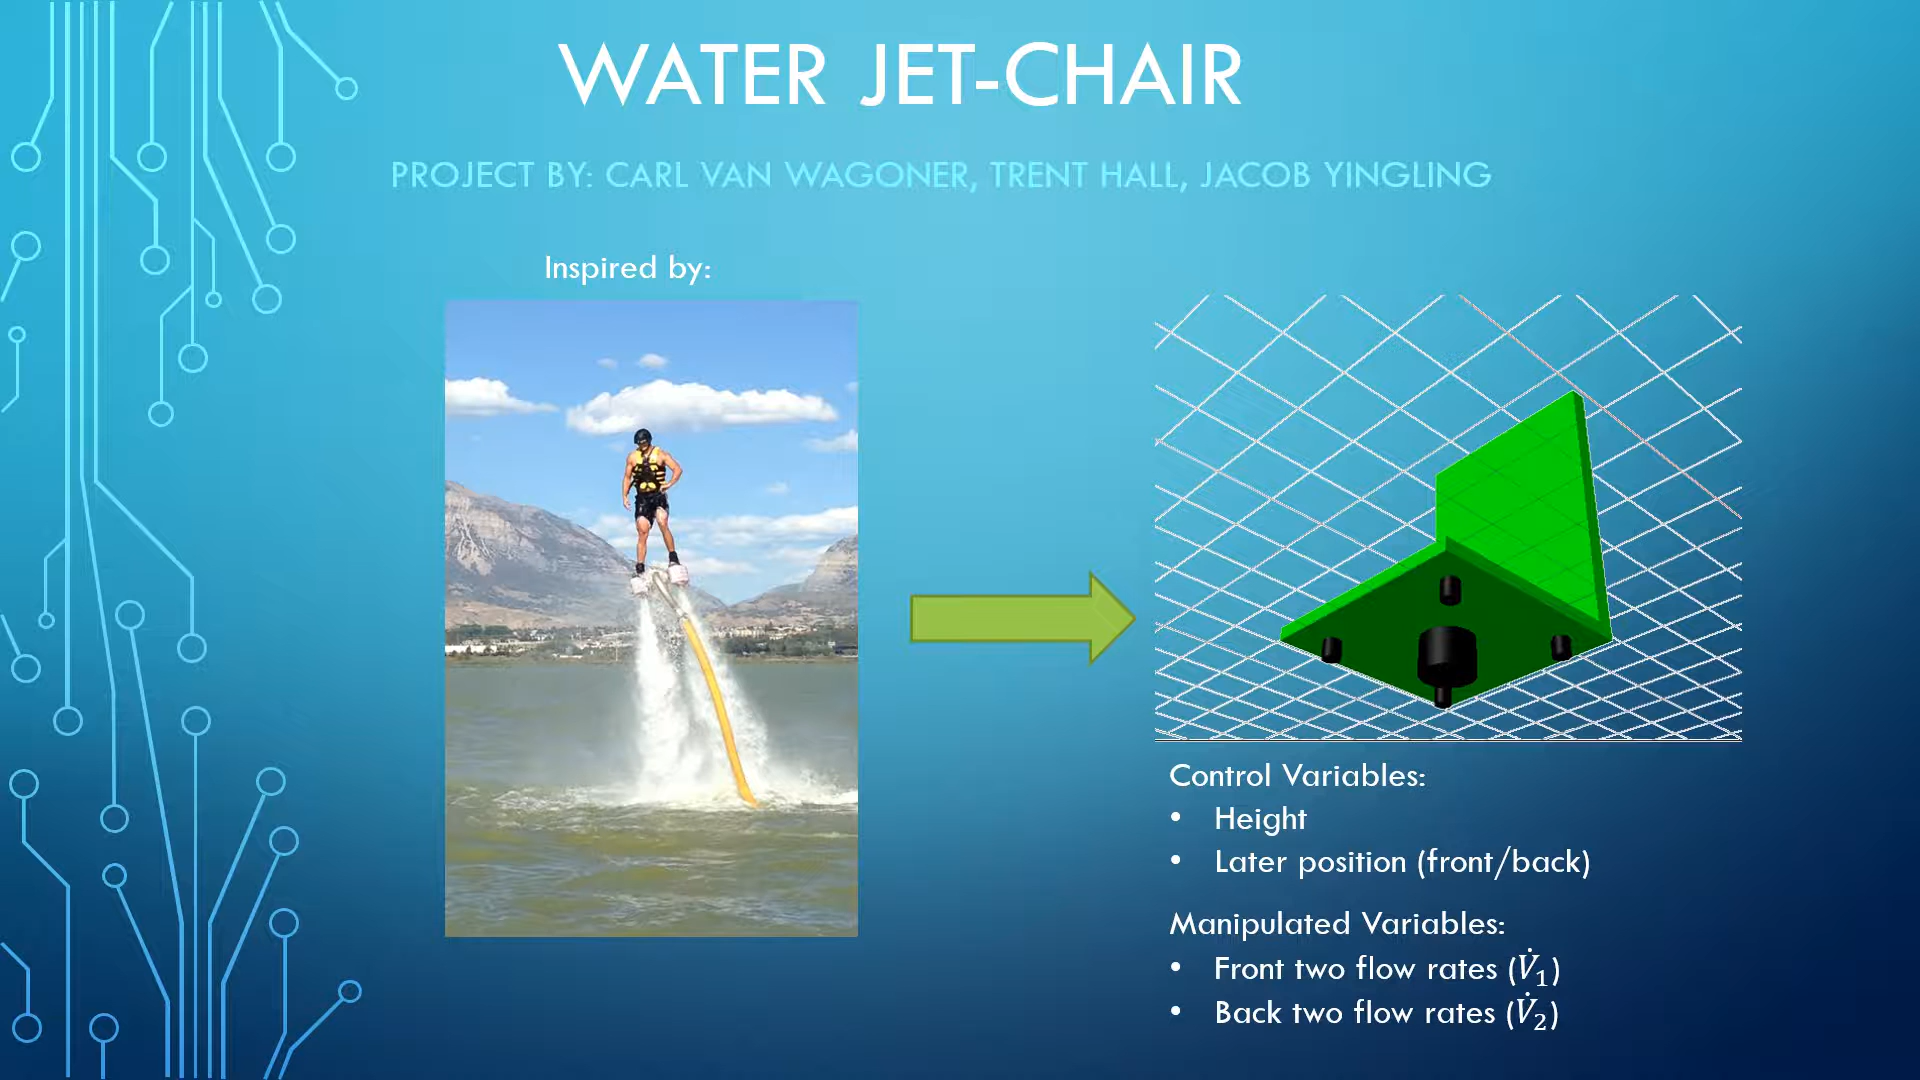 WATER JET-CHAIR
PROJECT BY: CARL VAN WAGONER, TRENT HALL, JACOB YINGLING
Inspired by:
Control Variables:
• Height
• Later position (front/back)
Manipulated Variables:
• Front two flow rates (V̇₁)
• Back two flow rates (V̇₂)